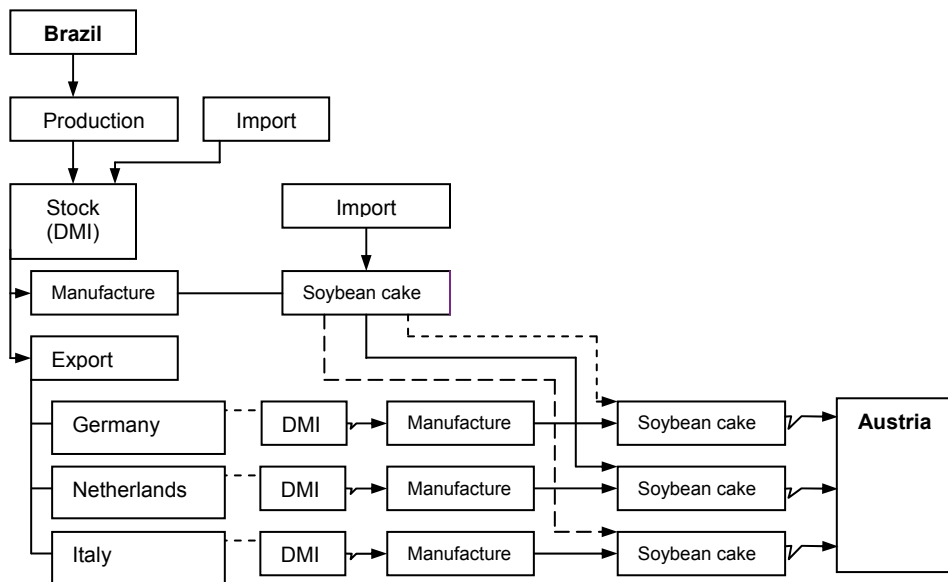 Brazil
Production
Import
Stock
(DMI)
Import
Manufacture
Soybean cake
Export
Germany
DMI
Manufacture
Soybean cake
Austria
Netherlands
DMI
Manufacture
Soybean cake
Italy
DMI
Manufacture
Soybean cake